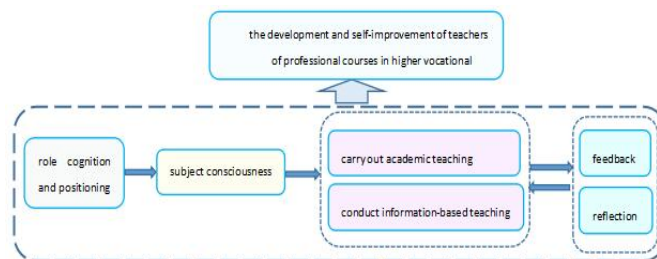 the development and self-improvement of teachers
of professional courses in higher vocational
role cognition
and positioning
subject consciousness
carryout academic teaching
conduct information-based teaching
feedback
reflection